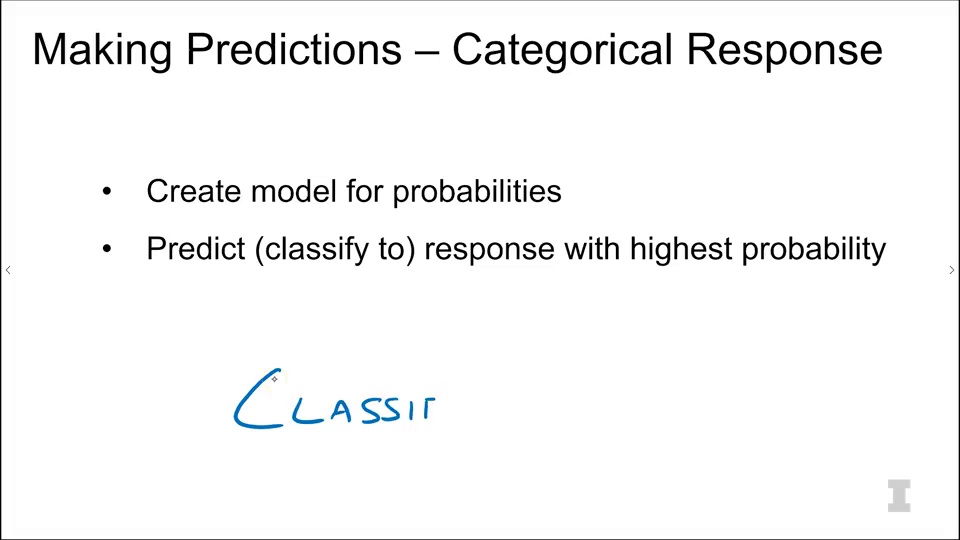 Making Predictions – Categorical Response
• Create model for probabilities
• Predict (classify to) response with highest probability
CLASSIF